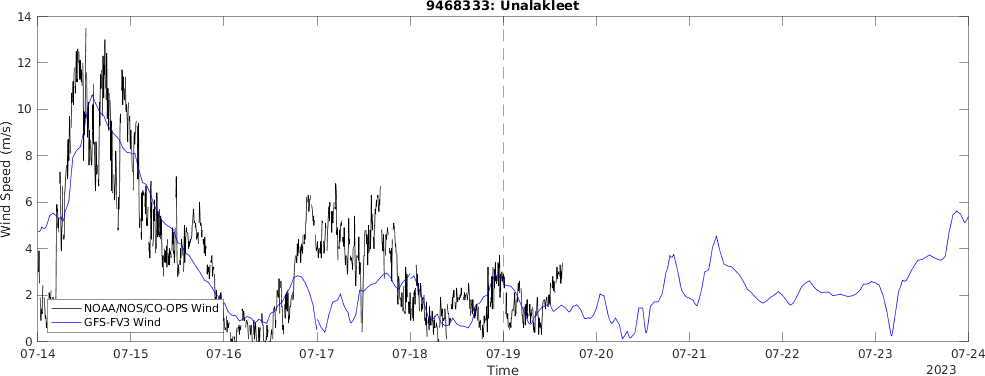 9468333: Unalakleet
14
12
10
8
6
4
2
0
Wind Speed (m/s)
NOAA/NOS/CO-OPS Wind
GFS-FV3 Wind
07-14 07-15 07-16 07-17 07-18 07-19 07-20 07-21 07-22 07-23 07-24
Time
2023